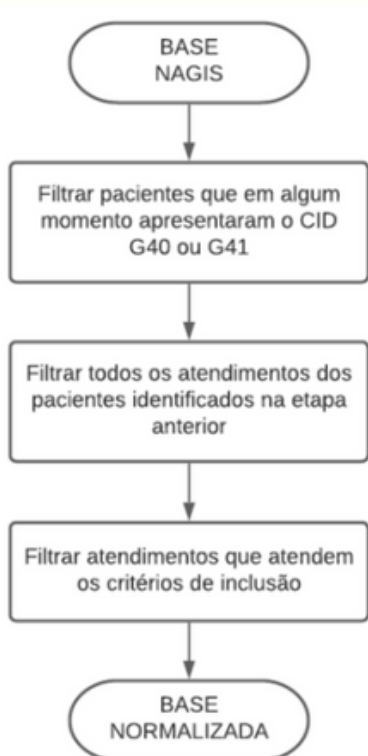 BASE
NAGIS
Filtrar pacientes que em algum
momento apresentaram o CID
G40 ou G41
Filtrar todos os atendimentos dos
pacientes identificados na etapa
anterior
Filtrar atendimentos que atendem
os critérios de inclusão
BASE
NORMALIZADA